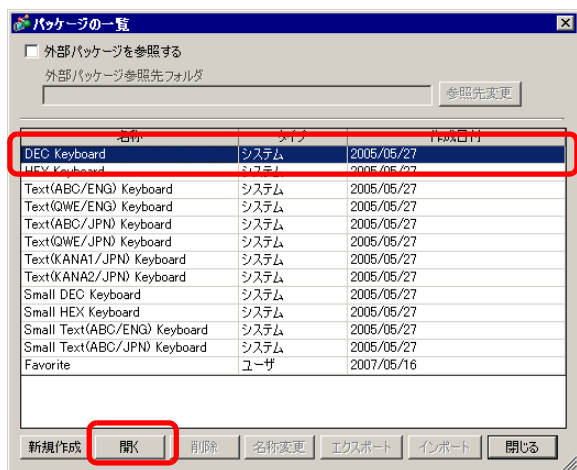 パッケージの一覧
外部パッケージを参照する
外部パッケージ参照先フォルダ
参照先変更
名称 タイプ 作成日付
DEC Keyboard システム 2005/05/27
HEX Keyboard システム 2005/05/27
Text(ABC/ENG) Keyboard システム 2005/05/27
Text(QWE/ENG) Keyboard システム 2005/05/27
Text(ABC/JPN) Keyboard システム 2005/05/27
Text(QWE/JPN) Keyboard システム 2005/05/27
Text(KANA1/JPN) Keyboard システム 2005/05/27
Text(KANA2/JPN) Keyboard システム 2005/05/27
Small DEC Keyboard システム 2005/05/27
Small HEX Keyboard システム 2005/05/27
Small Text(ABC/ENG) Keyboard システム 2005/05/27
Small Text(ABC/JPN) Keyboard システム 2005/05/27
Favorite ユーザ 2007/05/16
新規作成 開く 削除 名称変更 エクスポート インポート 閉じる